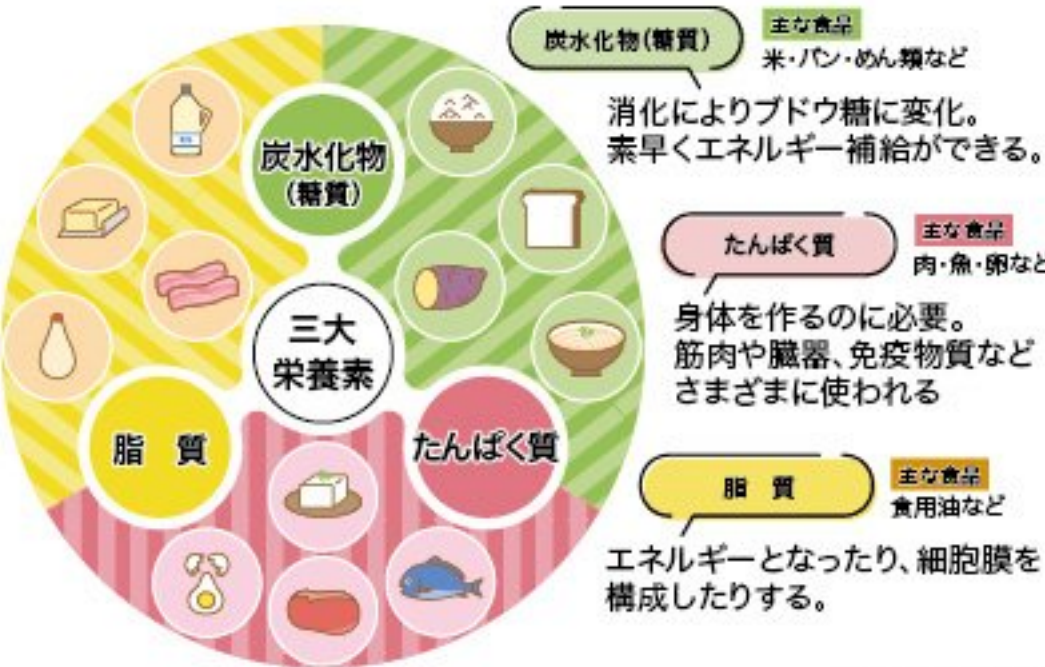 炭水化物
(糖質)
三大
栄養素
脂 質
たんぱく質
炭水化物(糖質)
主な食品
米・パン・めん類など
消化によりブドウ糖に変化。
素早くエネルギー補給ができる。
たんぱく質
主な食品
肉・魚・卵など
身体を作るのに必要。
筋肉や臓器、免疫物質など
さまざまに使われる
脂 質
主な食品
食用油など
エネルギーとなったり、細胞膜を
構成したりする。